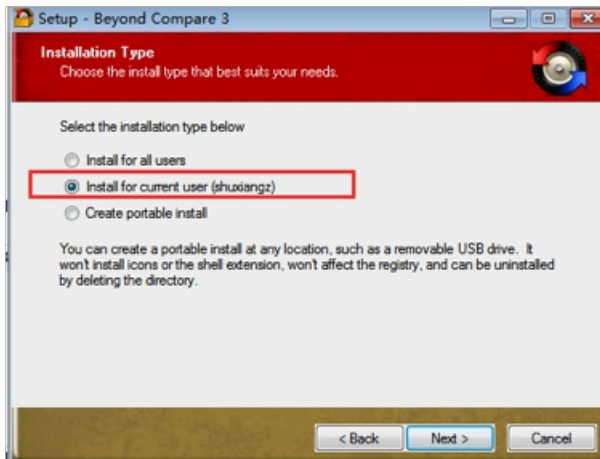 Setup - Beyond Compare 3
Installation Type
Choose the install type that best suits your needs.
Select the installation type below
Install for all users
Install for current user (shuxiangz)
Create portable install
You can create a portable install at any location, such as a removable USB drive. It
won't install icons or the shell extension, won't affect the registry, and can be uninstalled
by deleting the directory.
< Back Next > Cancel